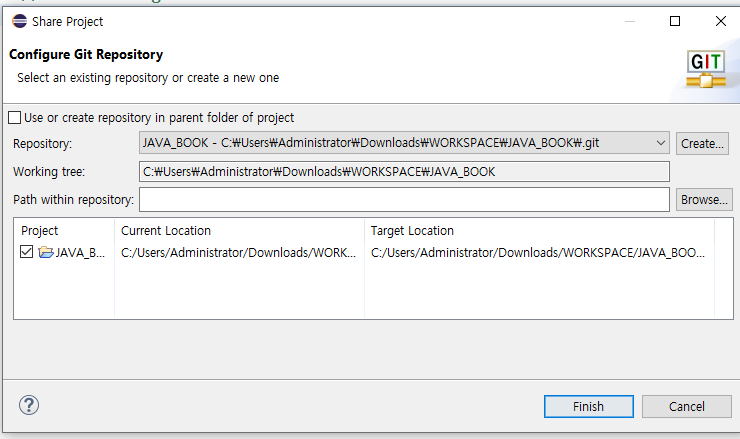 Share Project
Configure Git Repository
Select an existing repository or create a new one
GIT
Use or create repository in parent folder of project
Repository: JAVA_BOOK - C:₩Users₩Administrator₩Downloads₩WORKSPACE₩JAVA_BOOK₩.git Create...
Working tree: C:₩Users₩Administrator₩Downloads₩WORKSPACE₩JAVA_BOOK
Path within repository: Browse...
Project Current Location Target Location
JAVA_B... C:/Users/Administrator/Downloads/WORK... C:/Users/Administrator/Downloads/WORKSPACE/JAVA_BOO...
? Finish Cancel